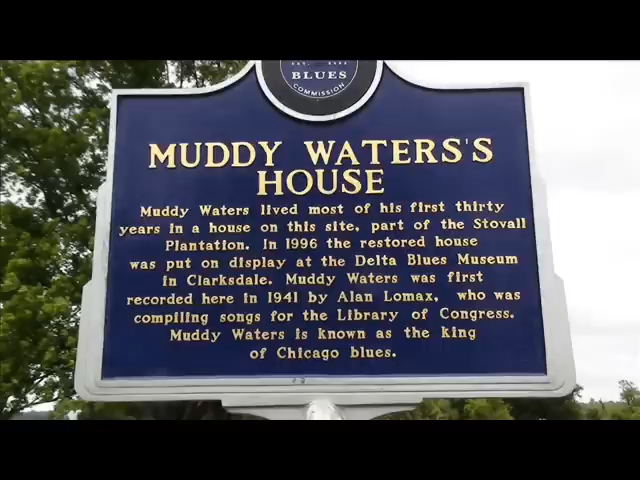 BLUES
COMMISSION
MUDDY WATERS'S
HOUSE
Muddy Waters lived most of his first thirty
years in a house on this site, part of the Stovall
Plantation. In 1996 the restored house
was put on display at the Delta Blues Museum
in Clarksdale. Muddy Waters was first
recorded here in 1941 by Alan Lomax, who was
compiling songs for the Library of Congress.
Muddy Waters is known as the king
of Chicago blues.